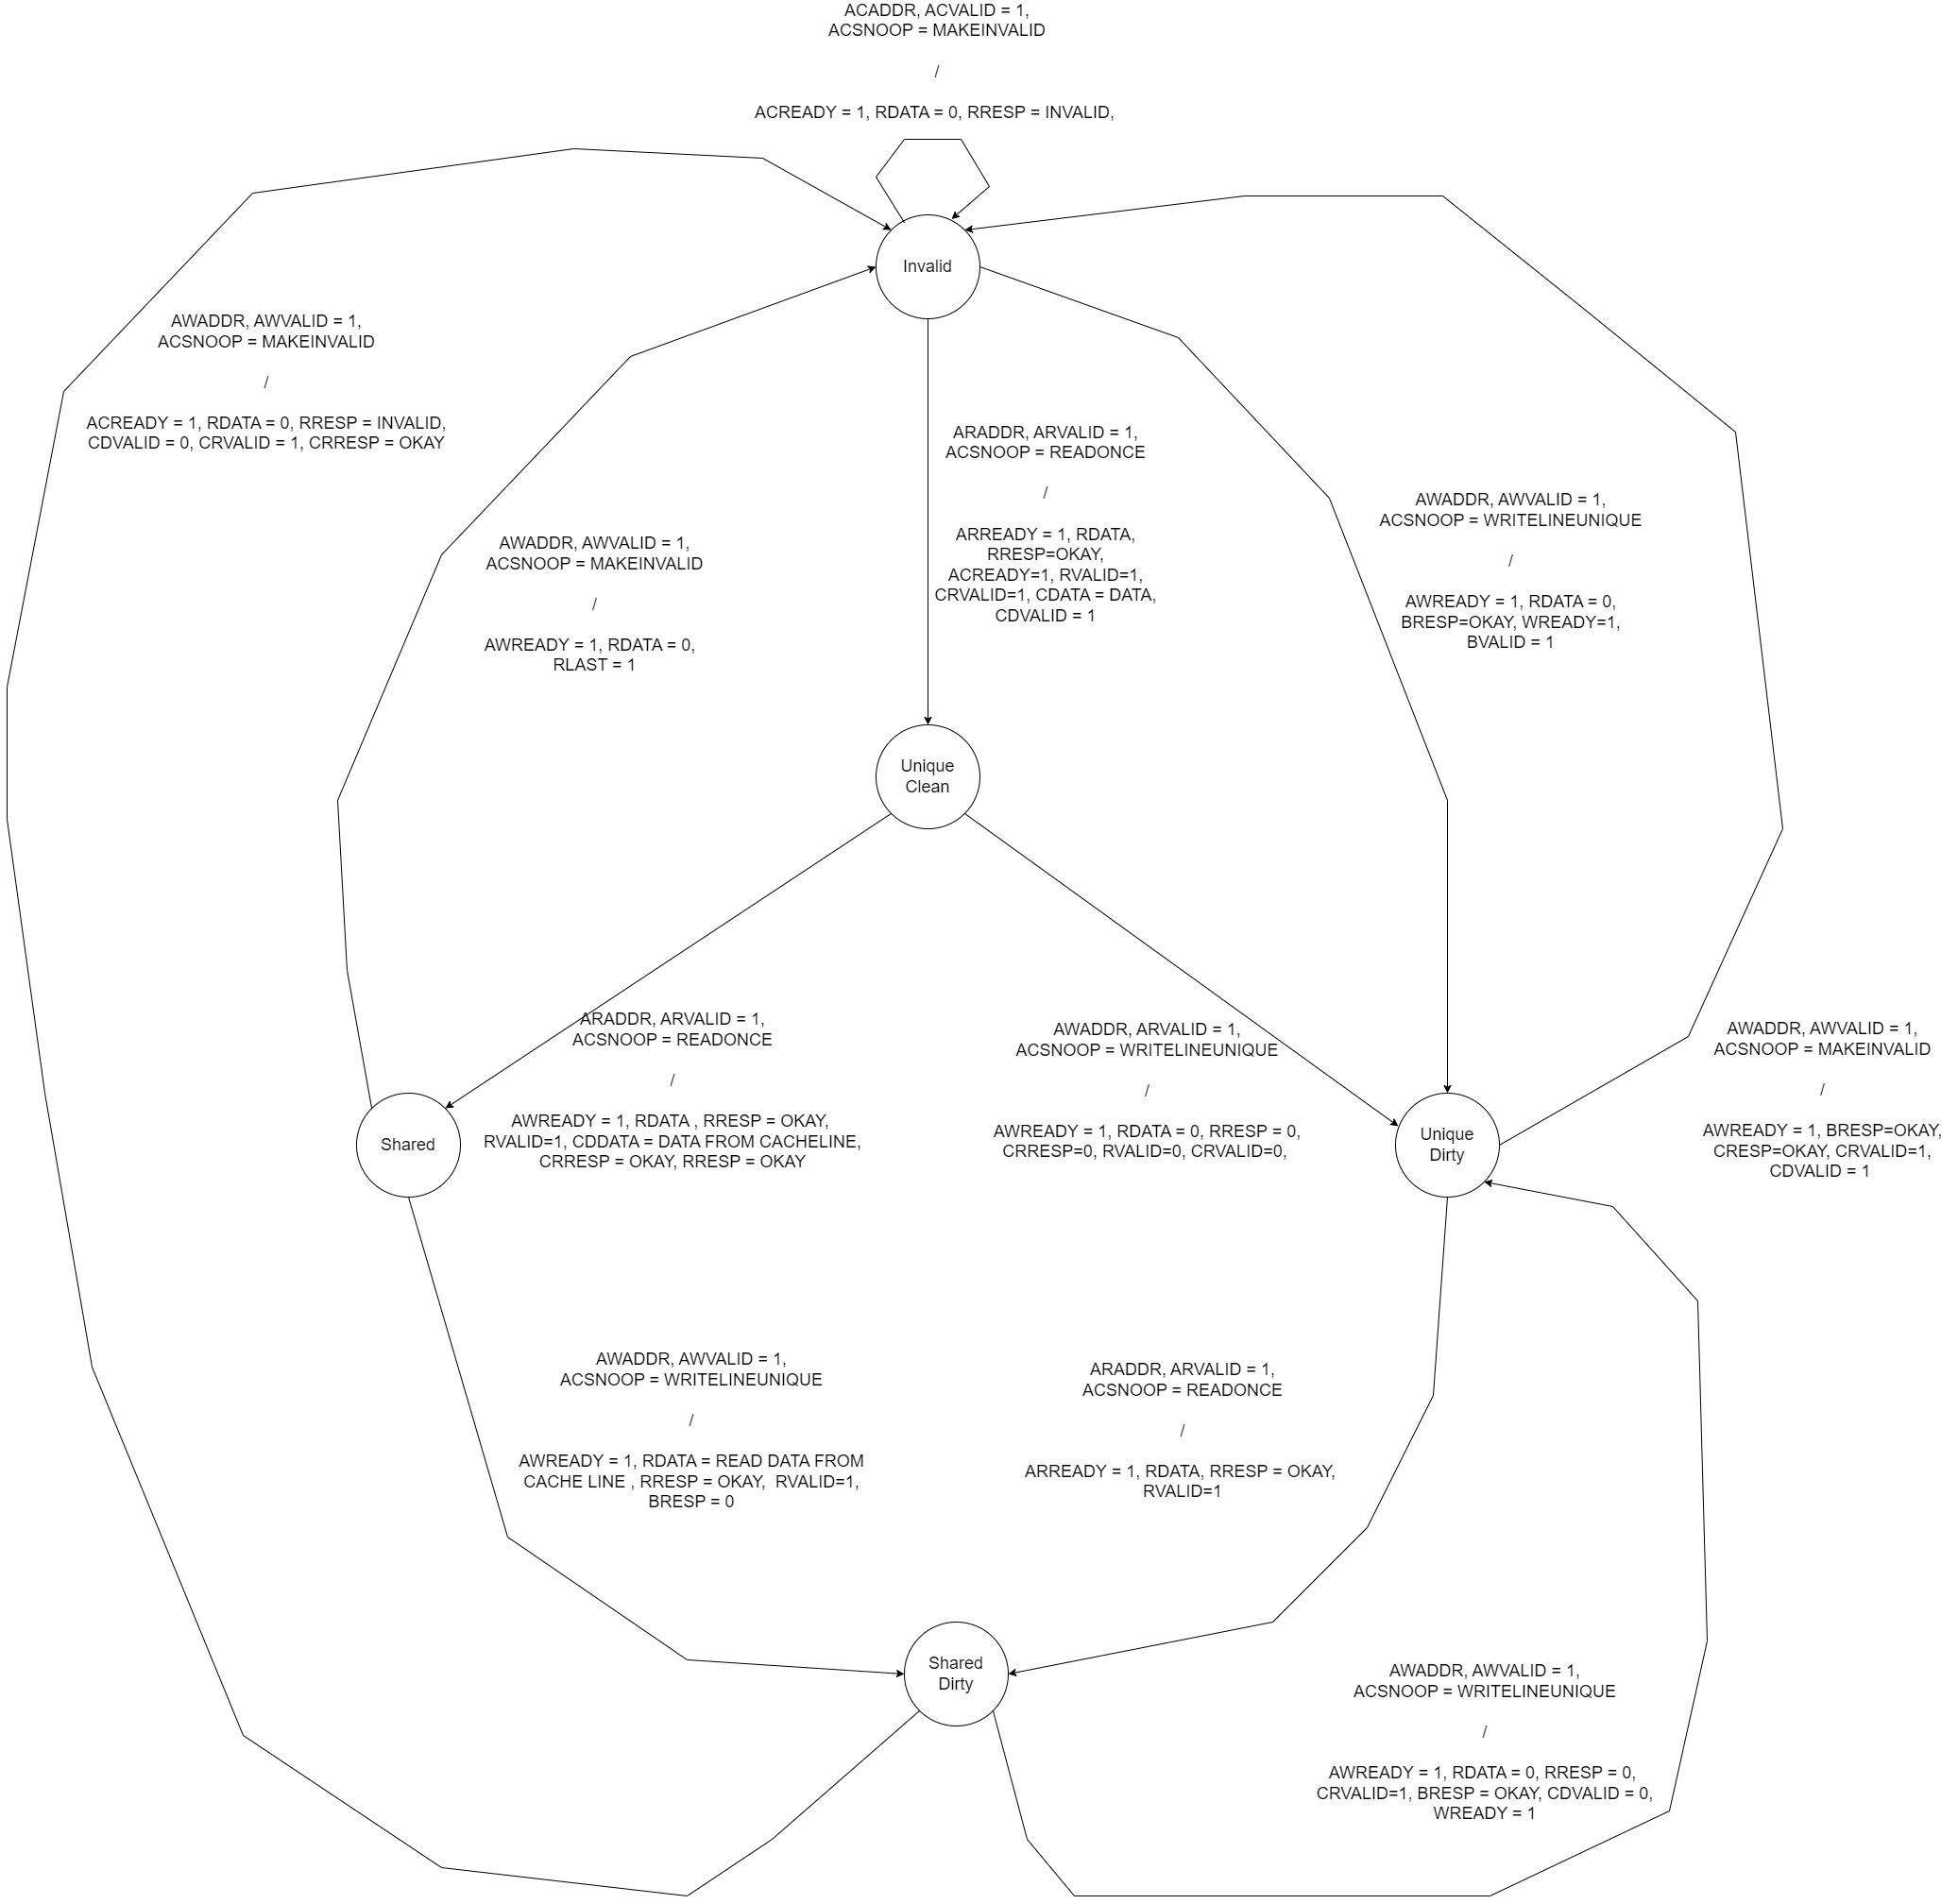 ACADDR, ACVALID = 1,
ACSNOOP = MAKEINVALID
/
ACREADY = 1, RDATA = 0, RRESP = INVALID,
Invalid
AWADDR, AWVALID = 1,
ACSNOOP = MAKEINVALID
/
ACREADY = 1, RDATA = 0, RRESP = INVALID,
CDVALID = 0, CRVALID = 1, CRRESP = OKAY
AWADDR, AWVALID = 1,
ACSNOOP = MAKEINVALID
/
AWREADY = 1, RDATA = 0,
RLAST = 1
ARADDR, ARVALID = 1,
ACSNOOP = READONCE
/
ARREADY = 1, RDATA,
RRESP=OKAY,
ACREADY=1, RVALID=1,
CRVALID=1, CDATA = DATA,
CDVALID = 1
AWADDR, AWVALID = 1,
ACSNOOP = WRITELINEUNIQUE
/
AWREADY = 1, RDATA = 0,
BRESP=OKAY, WREADY=1,
BVALID = 1
Unique
Clean
ARADDR, ARVALID = 1,
ACSNOOP = READONCE
/
AWREADY = 1, RDATA , RRESP = OKAY,
RVALID=1, CDDATA = DATA FROM CACHELINE,
CRRESP = OKAY, RRESP = OKAY
AWADDR, ARVALID = 1,
ACSNOOP = WRITELINEUNIQUE
/
AWREADY = 1, RDATA = 0, RRESP = 0,
CRRESP=0, RVALID=0, CRVALID=0,
AWADDR, AWVALID = 1,
ACSNOOP = MAKEINVALID
/
AWREADY = 1, BRESP=OKAY,
CRESP=OKAY, CRVALID=1,
CDVALID = 1
Shared
Unique
Dirty
AWADDR, AWVALID = 1,
ACSNOOP = WRITELINEUNIQUE
/
AWREADY = 1, RDATA = READ DATA FROM
CACHE LINE , RRESP = OKAY,  RVALID=1,
BRESP = 0
ARADDR, ARVALID = 1,
ACSNOOP = READONCE
/
ARREADY = 1, RDATA, RRESP = OKAY,
RVALID=1
Shared
Dirty
AWADDR, AWVALID = 1,
ACSNOOP = WRITELINEUNIQUE
/
AWREADY = 1, RDATA = 0, RRESP = 0,
CRVALID=1, BRESP = OKAY, CDVALID = 0,
WREADY = 1